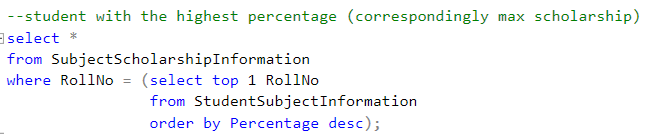 --student with the highest percentage (correspondingly max scholarship)
select *
from SubjectScholarshipInformation
where RollNo = (select top 1 RollNo
from StudentSubjectInformation
order by Percentage desc);